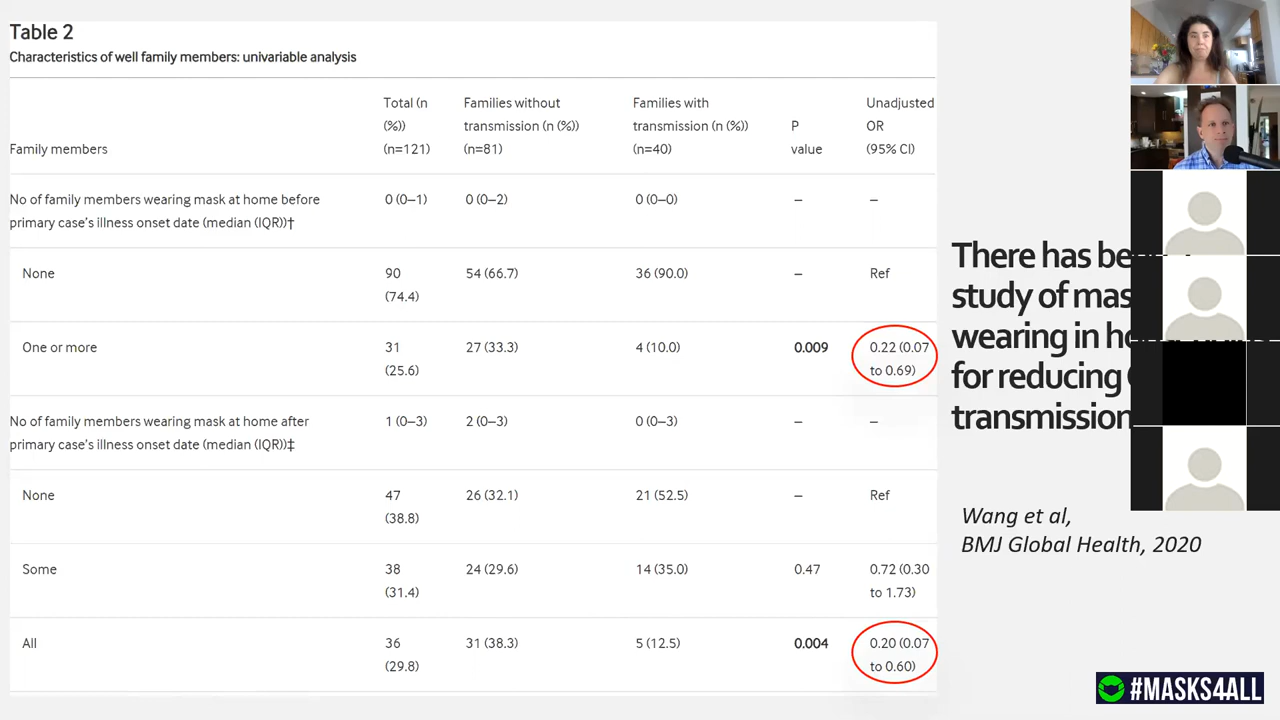 Table 2
Characteristics of well family members: univariable analysis
Family members
Total (n
(%))
(n=121)
Families without
transmission (n (%))
(n=81)
Families with
transmission (n (%))
(n=40)
P
value
Unadjusted
OR
(95% CI)
No of family members wearing mask at home before
primary case's illness onset date (median (IQR))†
0 (0–1)
0 (0–2)
0 (0–0)
–
–
None
90
(74.4)
54 (66.7)
36 (90.0)
–
Ref
One or more
31
(25.6)
27 (33.3)
4 (10.0)
0.009
0.22 (0.07
to 0.69)
No of family members wearing mask at home after
primary case's illness onset date (median (IQR))‡
1 (0–3)
2 (0–3)
0 (0–3)
–
–
None
47
(38.8)
26 (32.1)
21 (52.5)
–
Ref
Some
38
(31.4)
24 (29.6)
14 (35.0)
0.47
0.72 (0.30
to 1.73)
All
36
(29.8)
31 (38.3)
5 (12.5)
0.004
0.20 (0.07
to 0.60)
There has
study of
wearing in
for reducing
transmission
Wang et al,
BMJ Global Health, 2020
#MASKS4ALL